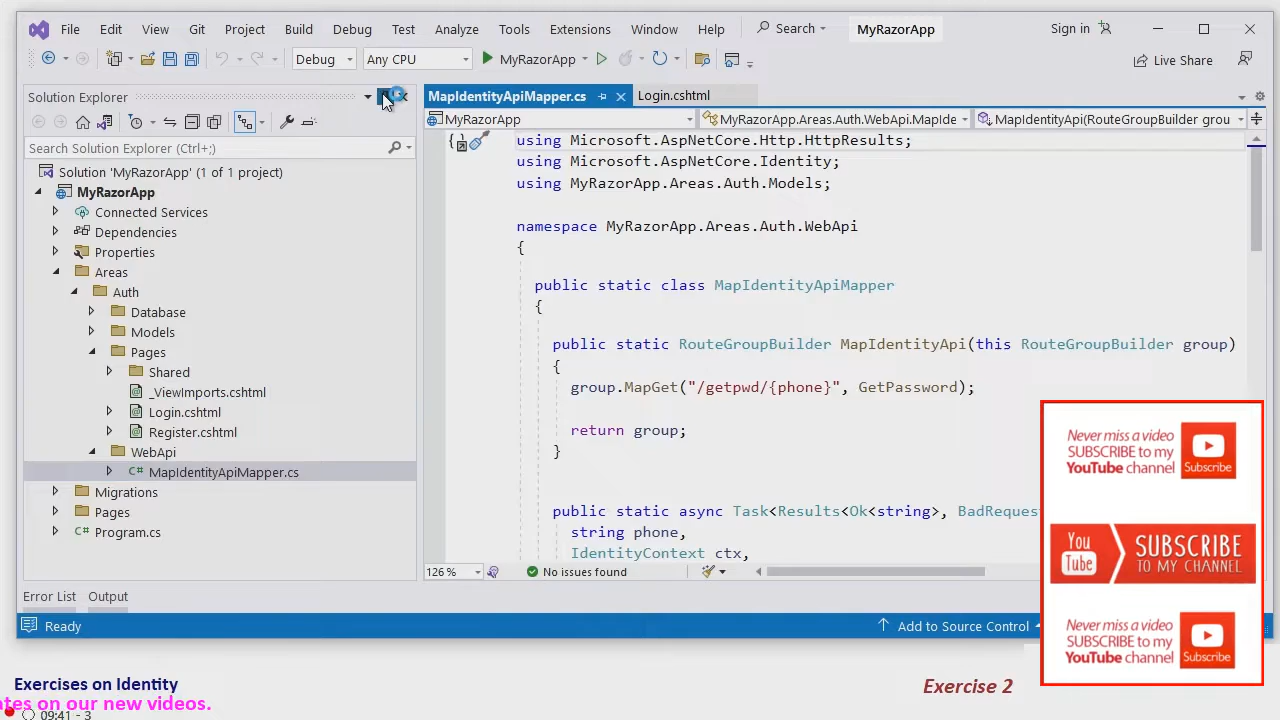 File Edit View Git Project Build Debug Test Analyze Tools Extensions Window Help Search MyRazorApp Sign in
Debug Any CPU MyRazorApp Live Share
Solution Explorer
Search Solution Explorer (Ctrl+;)
Solution 'MyRazorApp' (1 of 1 project)
MyRazorApp
Connected Services
Dependencies
Properties
Areas
Auth
Database
Models
Pages
Shared
_ViewImports.cshtml
Login.cshtml
Register.cshtml
WebApi
C# MapIdentityApiMapper.cs
Migrations
Pages
C# Program.cs
MapIdentityApiMapper.cs Login.cshtml
MyRazorApp MyRazorApp.Areas.Auth.WebApi.MapIde MapIdentityApi(RouteGroupBuilder grou
using Microsoft.AspNetCore.Http.HttpResults;
using Microsoft.AspNetCore.Identity;
using MyRazorApp.Areas.Auth.Models;
namespace MyRazorApp.Areas.Auth.WebApi
{
public static class MapIdentityApiMapper
{
public static RouteGroupBuilder MapIdentityApi(this RouteGroupBuilder group)
{
group.MapGet("/getpwd/{phone}", GetPassword);
return group;
}
public static async Task<Results<Ok<string>, BadRequest
string phone,
IdentityContext ctx,
126 % No issues found
Error List Output
Ready Add to Source Control
Never miss a video
SUBSCRIBE to my
YouTube channel
Subscribe
You
Tube
SUBSCRIBE
TO MY CHANNEL
Never miss a video
SUBSCRIBE to my
YouTube channel
Subscribe
Exercises on Identity
Exercise 2
ates on our new videos.
09:41 - 3